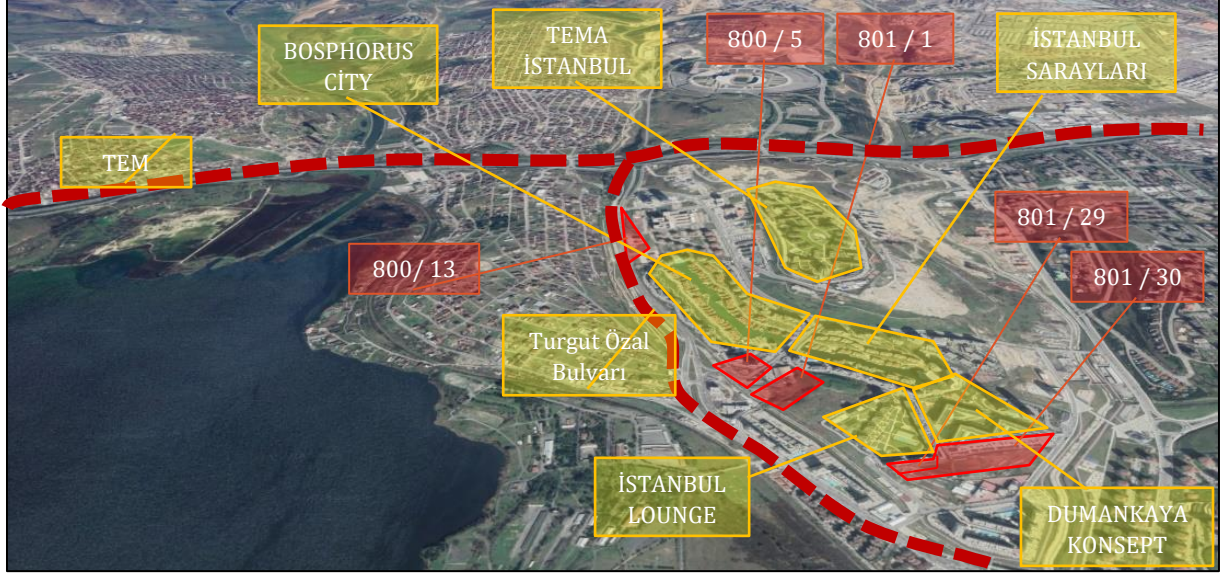 BOSPHORUS
CİTY
TEMA
İSTANBUL
800 / 5
801 / 1
İSTANBUL
SARAYLARI
TEM
801 / 29
800/ 13
801 / 30
Turgut Özal
Bulvarı
İSTANBUL
LOUNGE
DUMANKAYA
KONSEPT